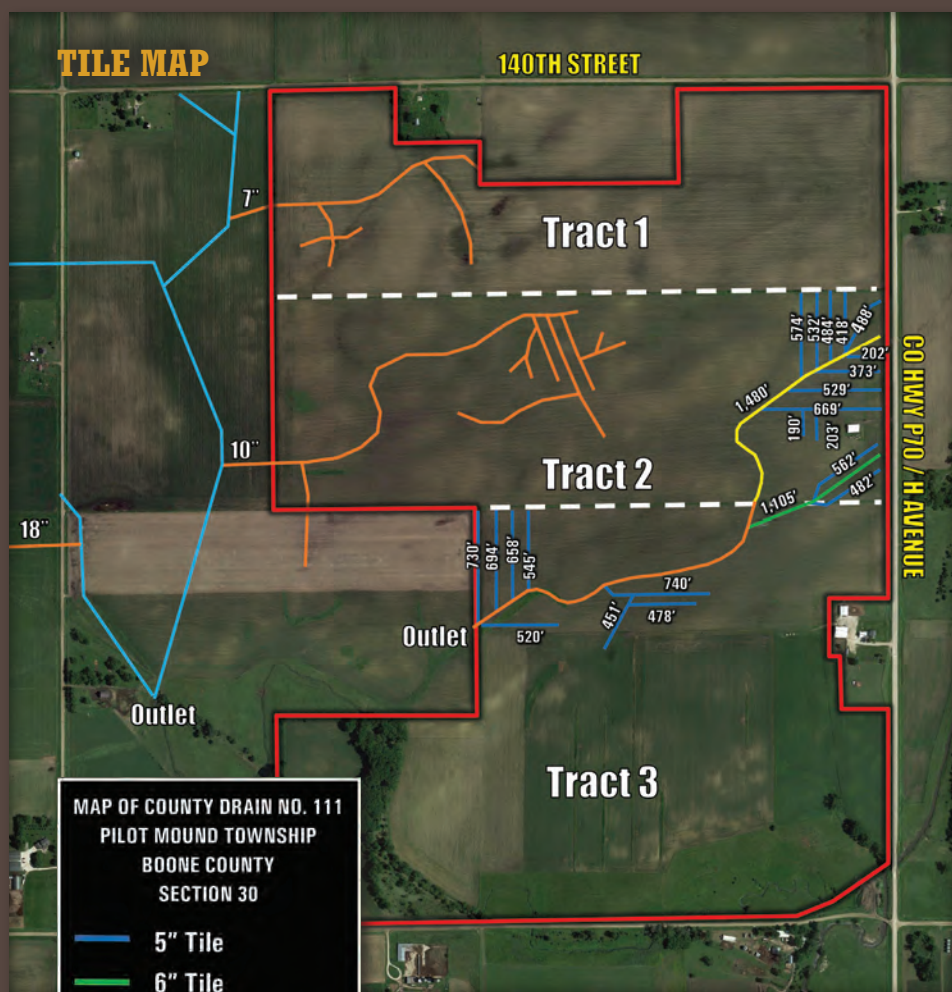 TILE MAP
140TH STREET
7"
Tract 1
574'
532'
484'
418'
488'
202'
373'
1,480'
529'
669'
190'
203'
10"
Tract 2
562'
482'
1,105'
CO HWY P70 / H AVENUE
18"
730'
694'
658'
545'
740'
451'
478'
Outlet
520'
Outlet
Tract 3
MAP OF COUNTY DRAIN NO. 111
PILOT MOUND TOWNSHIP
BOONE COUNTY
SECTION 30
5" Tile
6" Tile